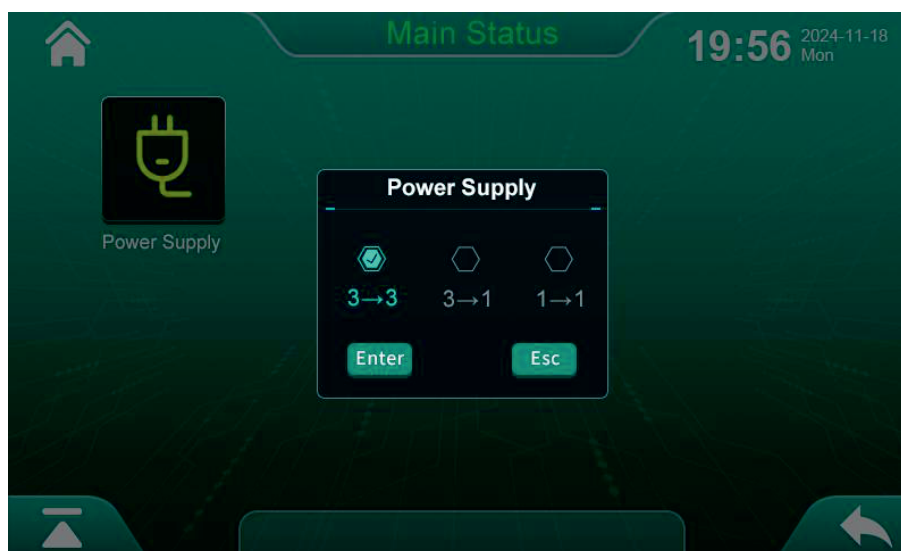 Main Status
19:56
2024-11-18
Mon
Power Supply
Power Supply
3→3
3→1
1→1
Enter
Esc